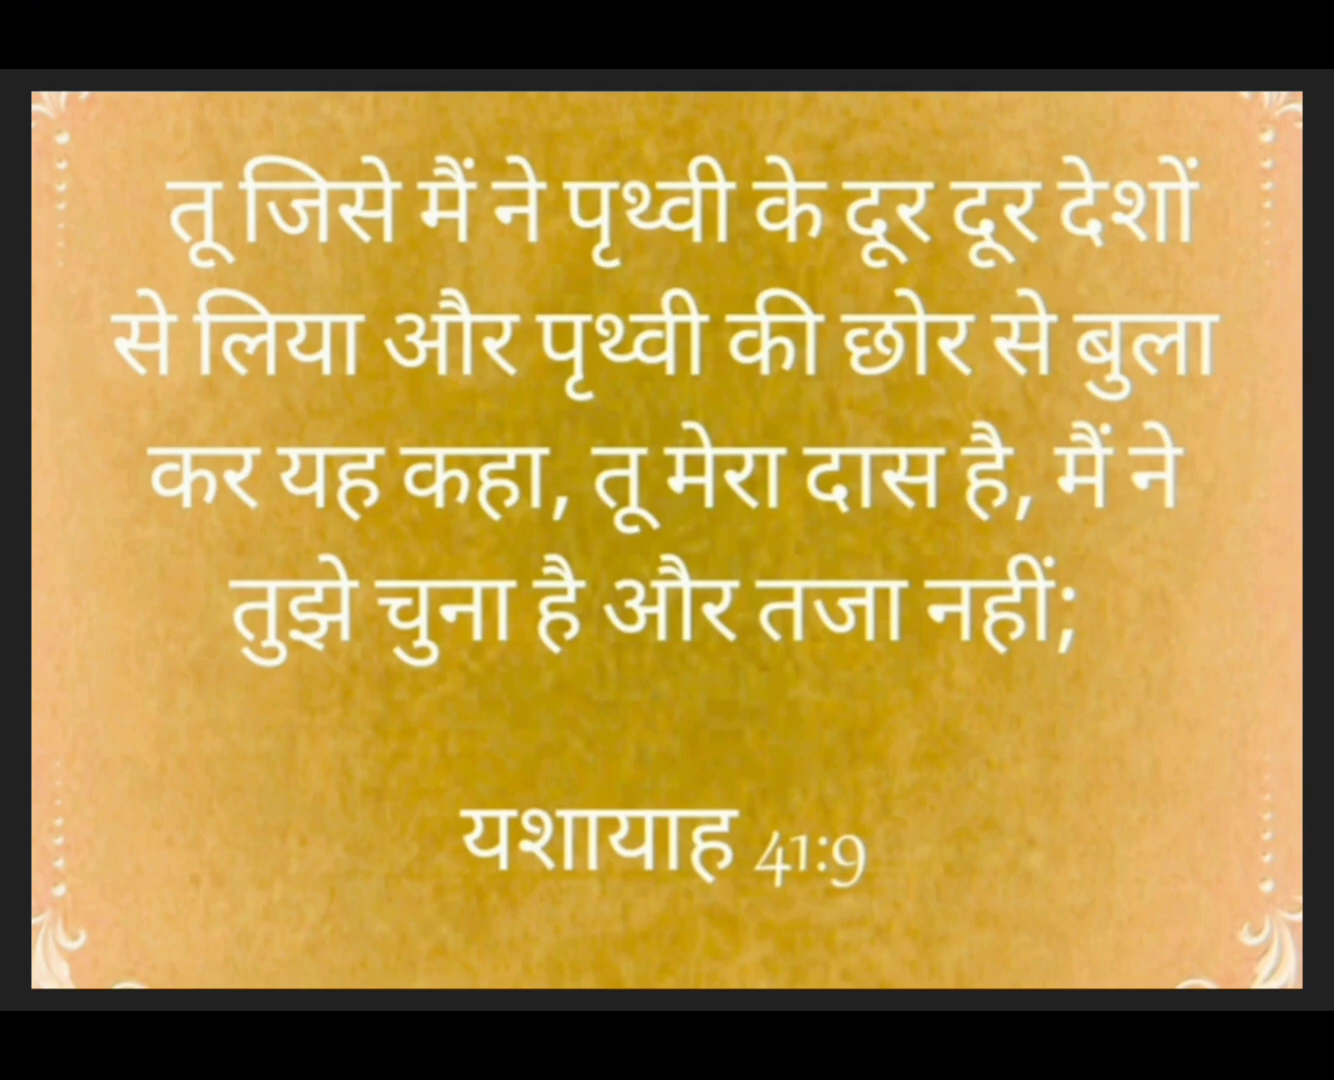 तू जिसे मैं ने पृथ्वी के दूर दूर देशों
से लिया और पृथ्वी की छोर से बुला
कर यह कहा, तू मेरा दास है, मैं ने
तुझे चुना है और तजा नहीं;
यशायाह 41:9